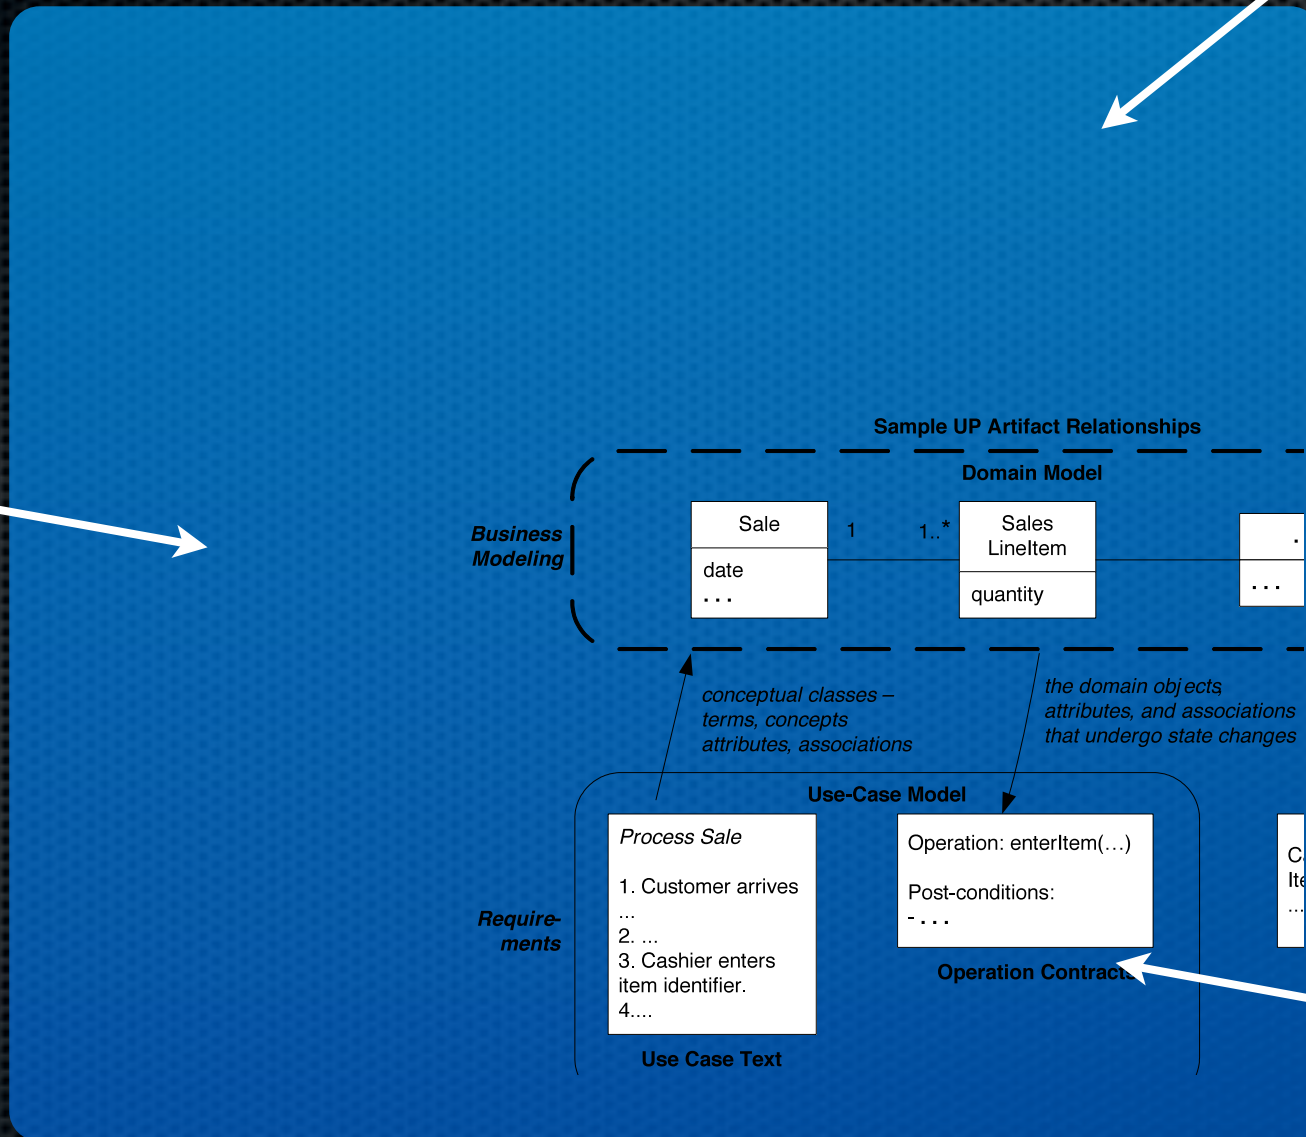 Sample UP Artifact Relationships
Domain Model
Business
Modeling
Sale
date
. . .
1
1..*
Sales
LineItem
quantity
.
. . .
conceptual classes –
terms, concepts
attributes, associations
the domain objects,
attributes, and associations
that undergo state changes
Use-Case Model
Require-
ments
Process Sale
1. Customer arrives
...
2. ...
3. Cashier enters
item identifier.
4....
Use Case Text
Operation: enterItem(…)
Post-conditions:
- . . .
Operation Contracts
...